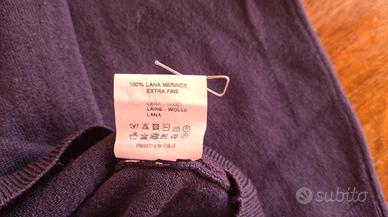 100% LANA MERINOS
EXTRA FINE
LAINE - WOLLE
LANA
PRODOTTO IN ITALIA
subito